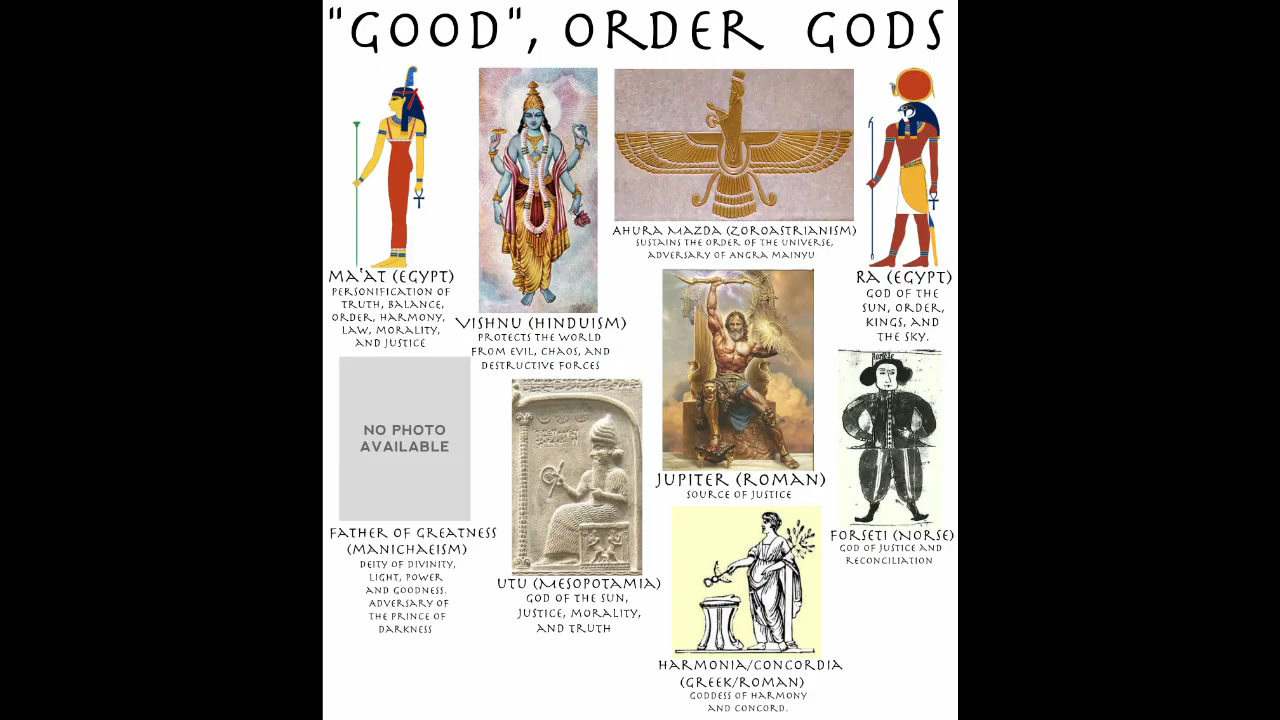 "GOOD", ORDER GODS
MA'AT (EGYPT)
PERSONIFICATION OF
TRUTH, BALANCE,
ORDER, HARMONY,
LAW, MORALITY,
AND JUSTICE
VISHNU (HINDUISM)
PROTECTS THE WORLD
FROM EVIL, CHAOS, AND
DESTRUCTIVE FORCES
AHURA MAZDA (ZOROASTRIANISM)
SUSTAINS THE ORDER OF THE UNIVERSE,
ADVERSARY OF ANGRA MAINYU
RA (EGYPT)
GOD OF THE
SUN, ORDER,
KINGS, AND
THE SKY.
NO PHOTO
AVAILABLE
FATHER OF GREATNESS
(MANICHAEISM)
DEITY OF DIVINITY,
LIGHT, POWER
AND GOODNESS.
ADVERSARY OF
THE PRINCE OF
DARKNESS
UTU (MESOPOTAMIA)
GOD OF THE SUN,
JUSTICE, MORALITY,
AND TRUTH
JUPITER (ROMAN)
SOURCE OF JUSTICE
HARMONIA/CONCORDIA
(GREEK/ROMAN)
GODDESS OF HARMONY
AND CONCORD.
FORSETI (NORSE)
GOD OF JUSTICE AND
RECONCILIATION